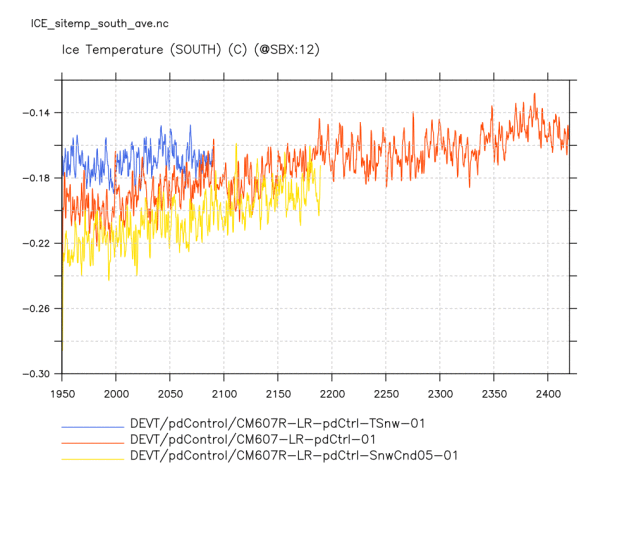 ICE_sitemp_south_ave.nc
Ice Temperature (SOUTH) (C) (@SBX:12)
−0.14
−0.18
−0.22
−0.26
−0.30
1950 2000 2050 2100 2150 2200 2250 2300 2350 2400
DEVT/pdControl/CM607R−LR−pdCtrl−TSnw−01
DEVT/pdControl/CM607−LR−pdCtrl−01
DEVT/pdControl/CM607R−LR−pdCtrl−SnwCnd05−01